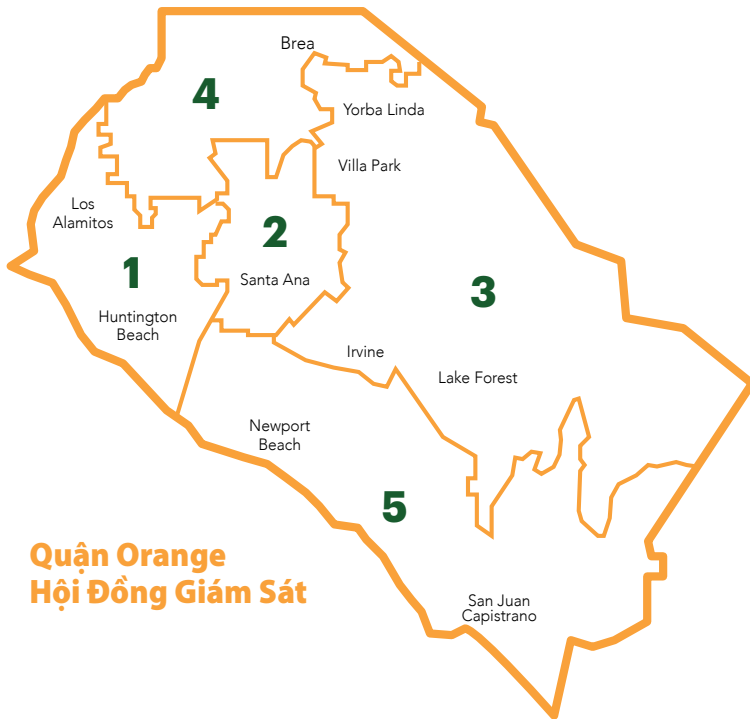 Brea
4
Yorba Linda
Villa Park
Los
Alamitos
2
1
Santa Ana
3
Huntington
Beach
Irvine
Lake Forest
Newport
Beach
5
Quận Orange
Hội Đồng Giám Sát
San Juan
Capistrano